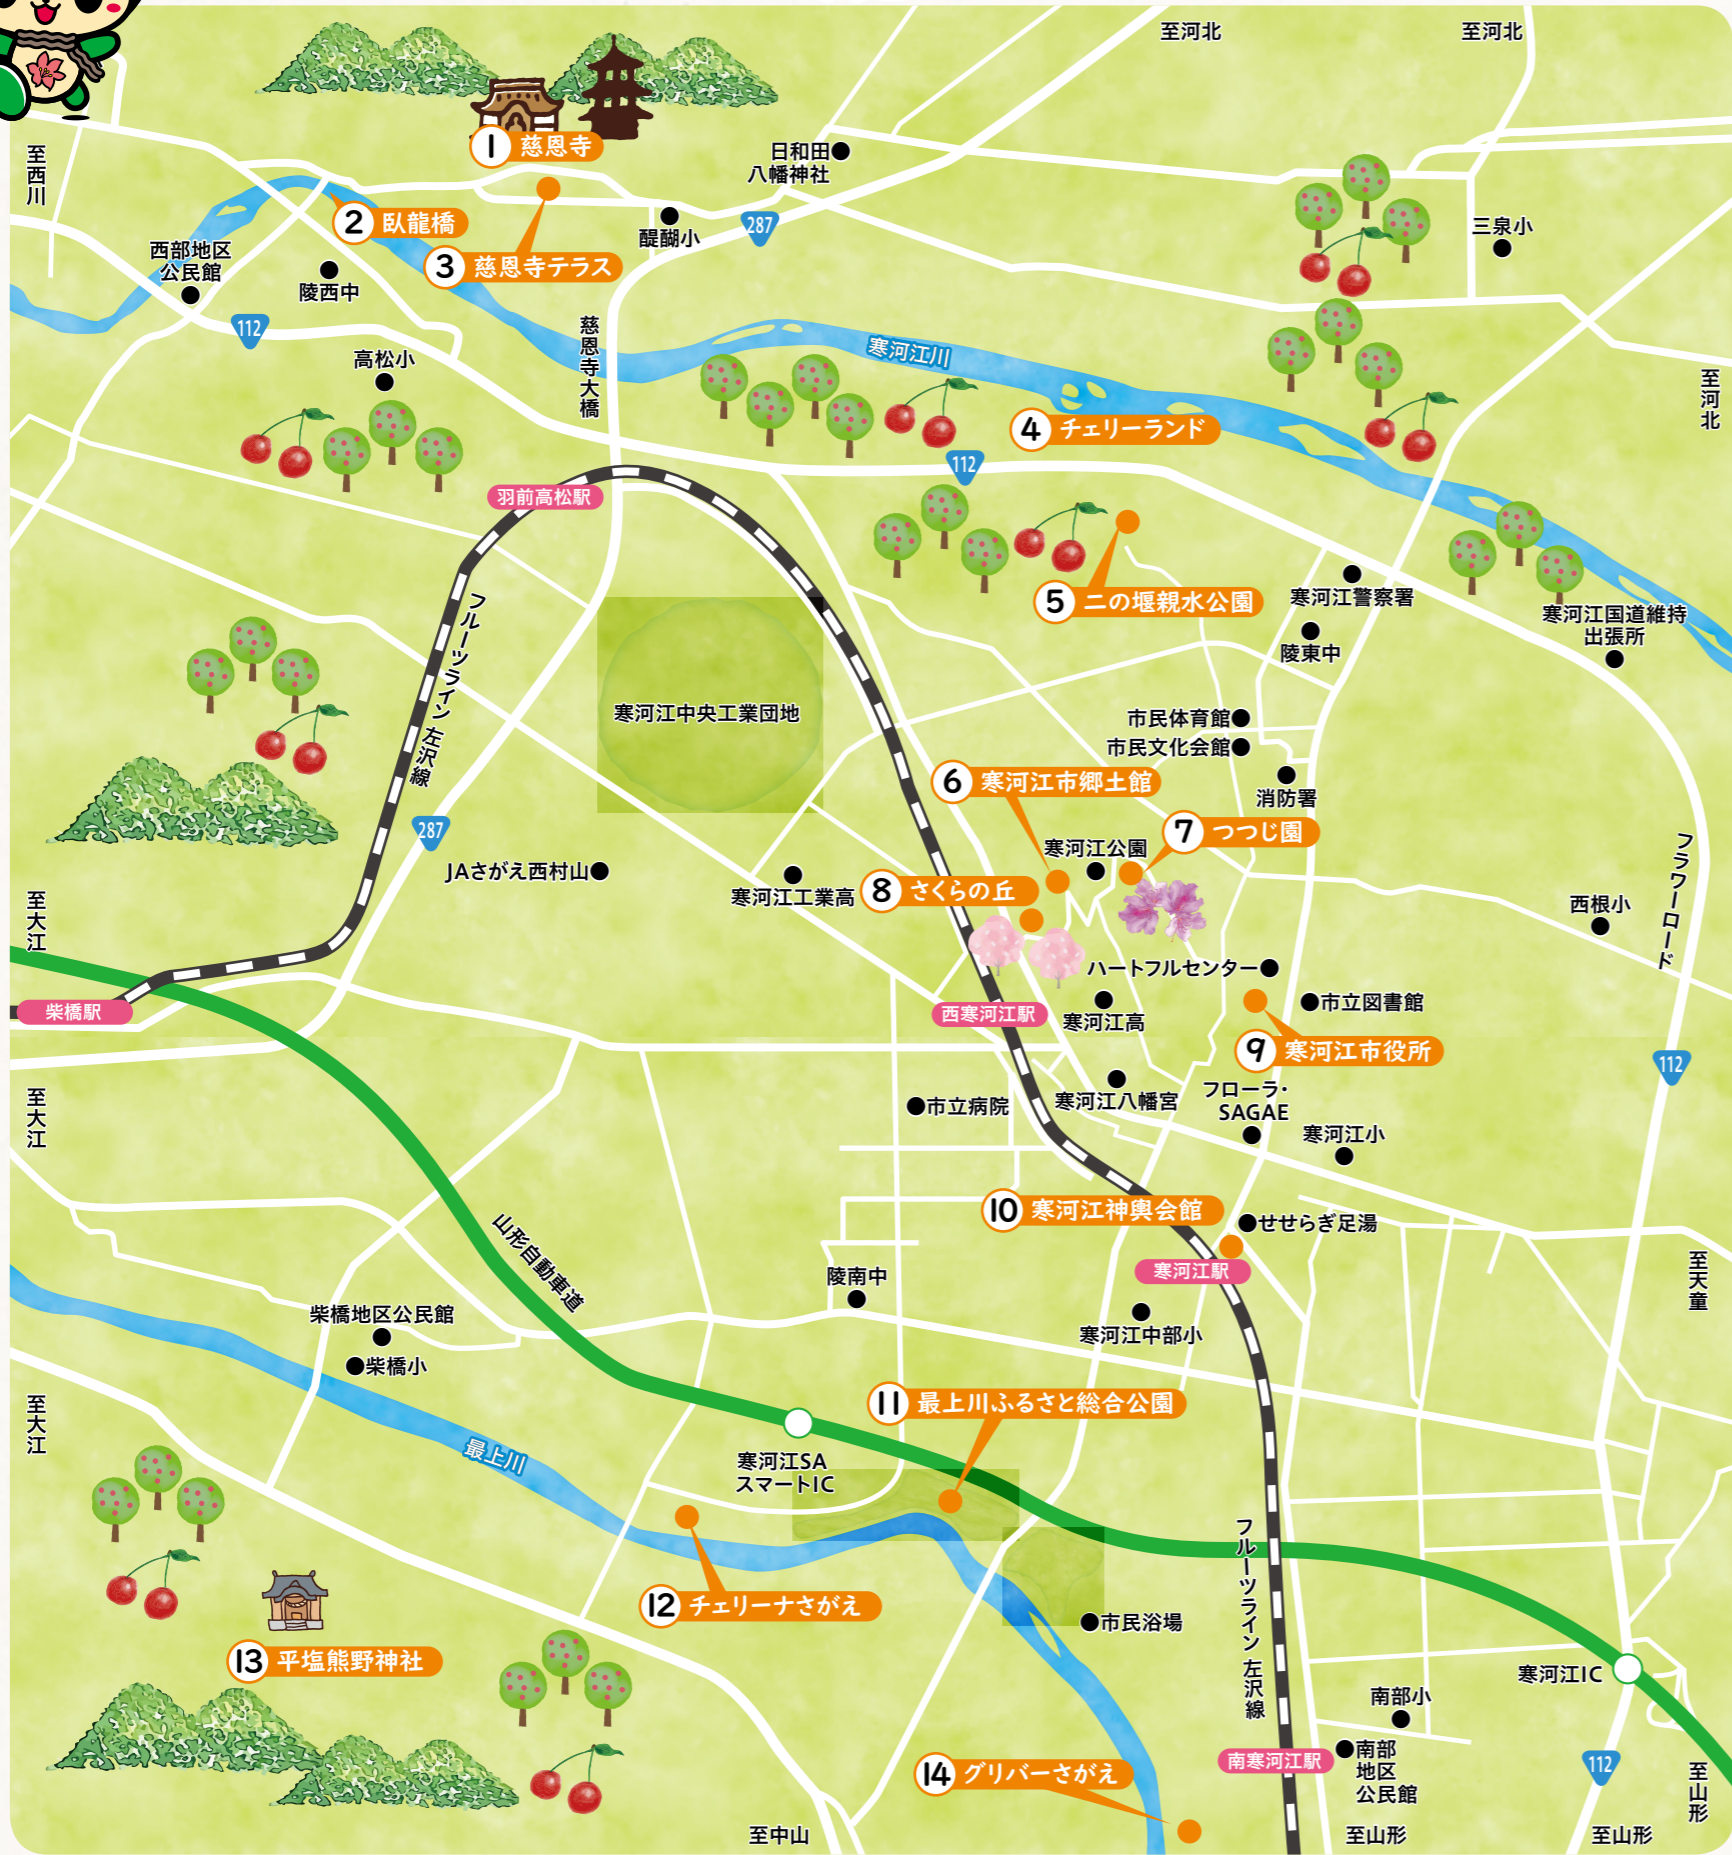 至河北
至河北
至西川
1 慈恩寺
日和田
八幡神社
2 臥龍橋
3 慈恩寺テラス
醍醐小
287
三泉小
西部地区
公民館
陵西中
112
慈恩寺大橋
寒河江川
高松小
至河北
4 チェリーランド
112
羽前高松駅
5 二の堰親水公園
寒河江警察署
陵東中
寒河江国道維持
出張所
フルーツライン 左沢線
寒河江中央工業団地
市民体育館
市民文化会館
消防署
6 寒河江市郷土館
7 つつじ園
287
寒河江公園
JAさがえ西村山
寒河江工業高
8 さくらの丘
西根小
フラワーロード
至大江
ハートフルセンター
柴橋駅
西寒河江駅
寒河江高
市立図書館
9 寒河江市役所
112
至大江
市立病院
寒河江八幡宮
フローラ・
SAGAE
寒河江小
10 寒河江神輿会館
せせらぎ足湯
山形自動車道
寒河江駅
至天童
陵南中
柴橋地区公民館
柴橋小
寒河江中部小
至大江
11 最上川ふるさと総合公園
最上川
寒河江SA
スマートIC
12 チェリーナさがえ
市民浴場
フルーツライン 左沢線
13 平塩熊野神社
寒河江IC
南部小
14 グリバーさがえ
南寒河江駅
南部
地区
公民館
112
至山形
至中山
至山形
至山形